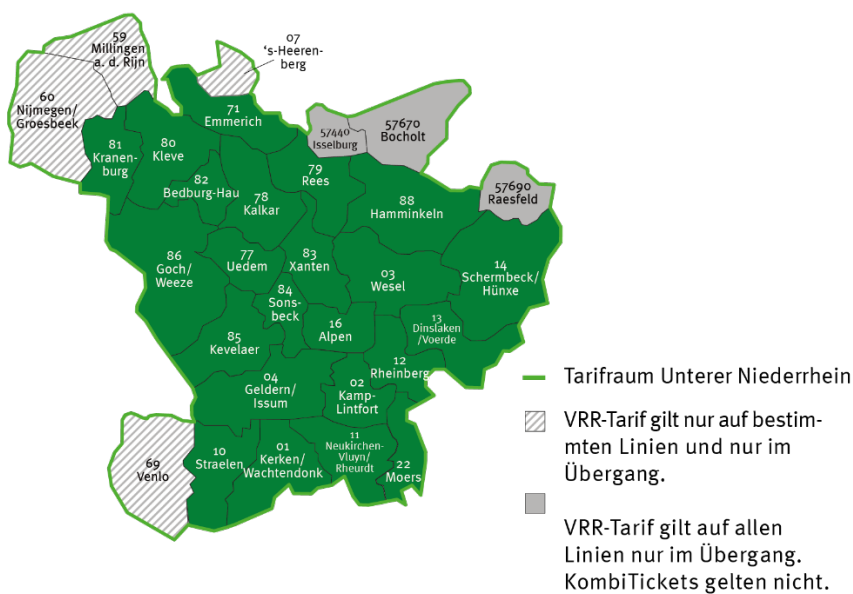 59
Millingen
a. d. Rijn
07
's-Heeren-
berg
60
Nijmegen/
Groesbeek
71
Emmerich
57440
Isselburg
57670
Bocholt
81
Kranen-
burg
80
Kleve
82
Bedburg-Hau
78
Kalkar
79
Rees
88
Hamminkeln
57690
Raesfeld
86
Goch/
Weeze
77
Uedem
83
Xanten
03
Wesel
14
Schermbeck/
Hünxe
84
Sons-
beck
85
Kevelaer
16
Alpen
13
Dinslaken
/Voerde
04
Geldern/
Issum
02
Kamp-
Lintfort
12
Rheinberg
69
Venlo
10
Straelen
01
Kerken/
Wachtendonk
11
Neukirchen-
Vluyn/
Rheurdt
22
Moers
Tarifraum Unterer Niederrhein
VRR-Tarif gilt nur auf bestim-
mten Linien und nur im
Übergang.
VRR-Tarif gilt auf allen
Linien nur im Übergang.
KombiTickets gelten nicht.